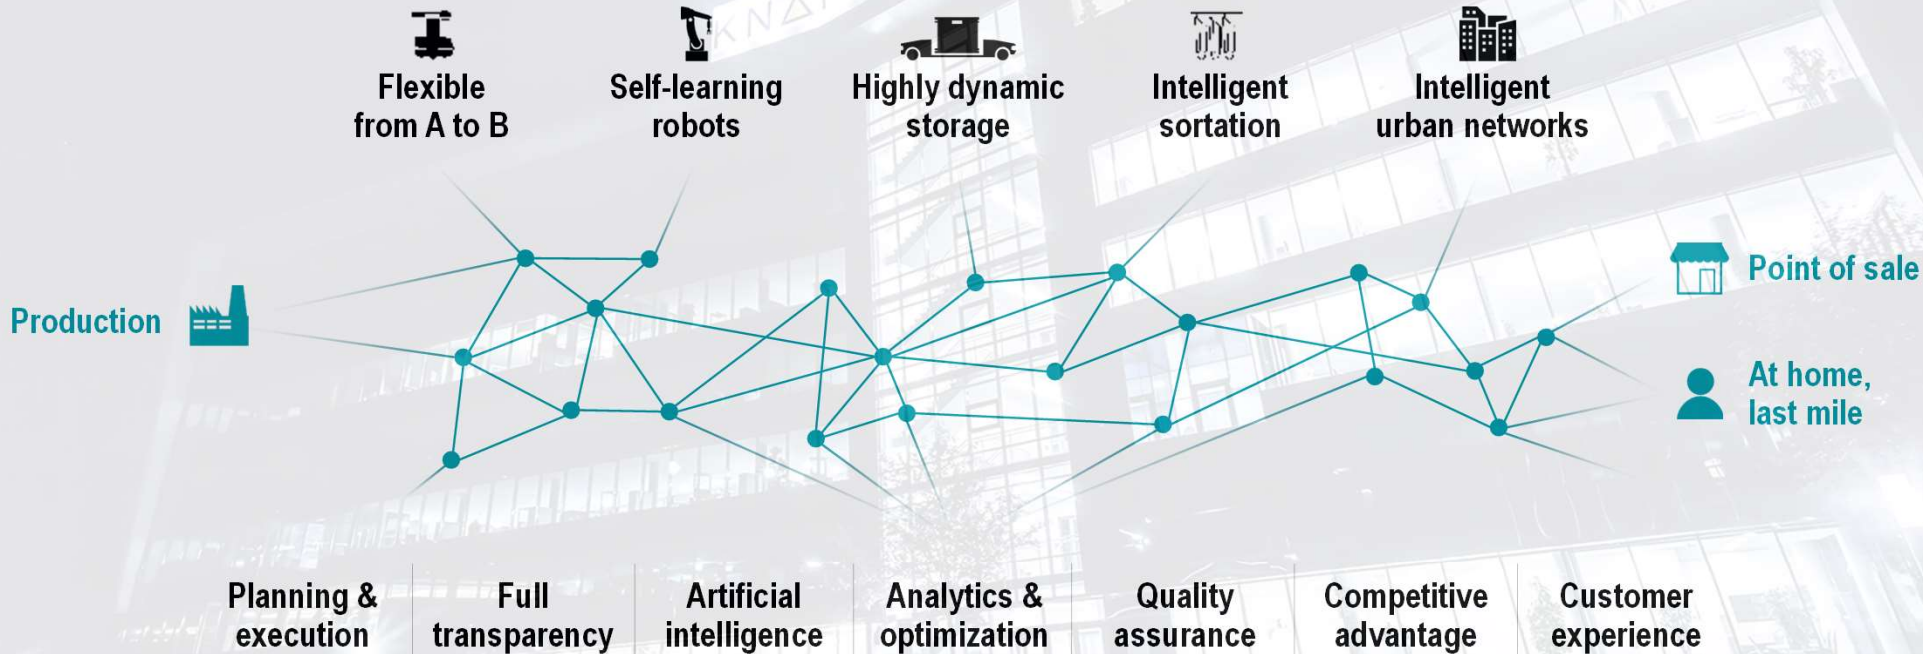 KNAP
Flexible
from A to B
Self-learning
robots
Highly dynamic
storage
Intelligent
sortation
Intelligent
urban networks
Production
Point of sale
At home,
last mile
Planning &
execution
Full
transparency
Artificial
intelligence
Analytics &
optimization
Quality
assurance
Competitive
advantage
Customer
experience